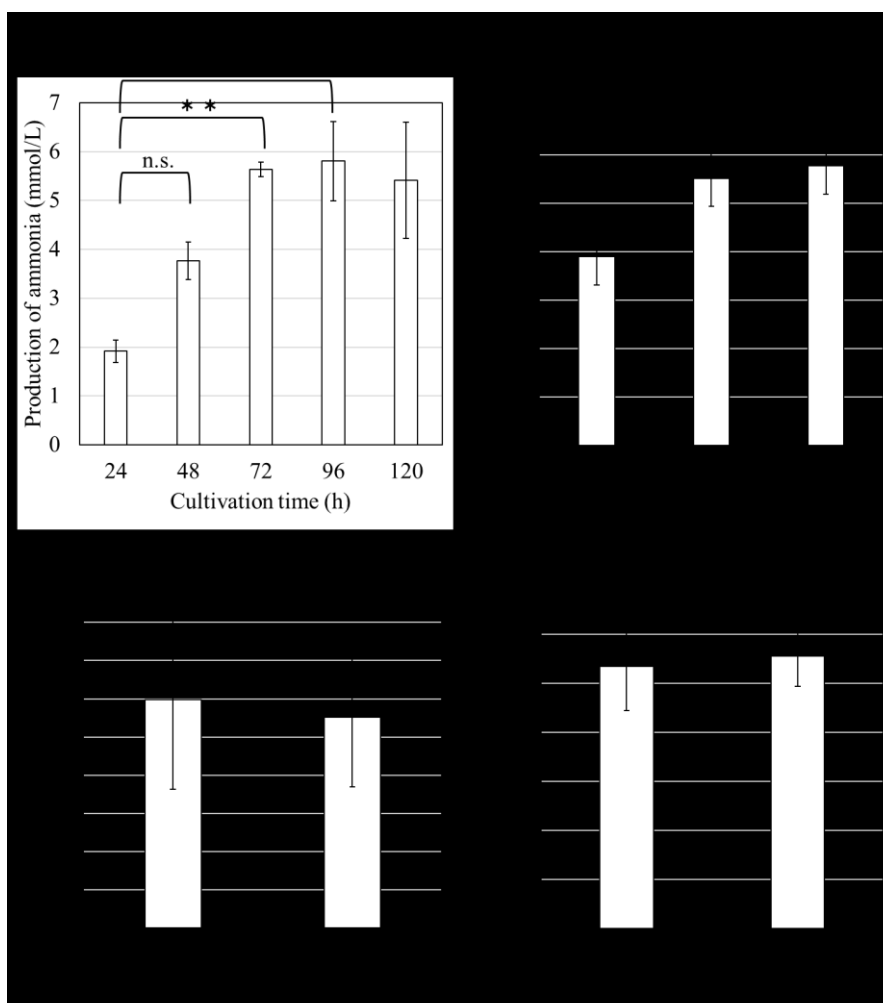 7
＊＊
6
n.s.
5
4
3
2
1
0
Production of ammonia (mmol/L)
24 48 72 96 120
Cultivation time (h)